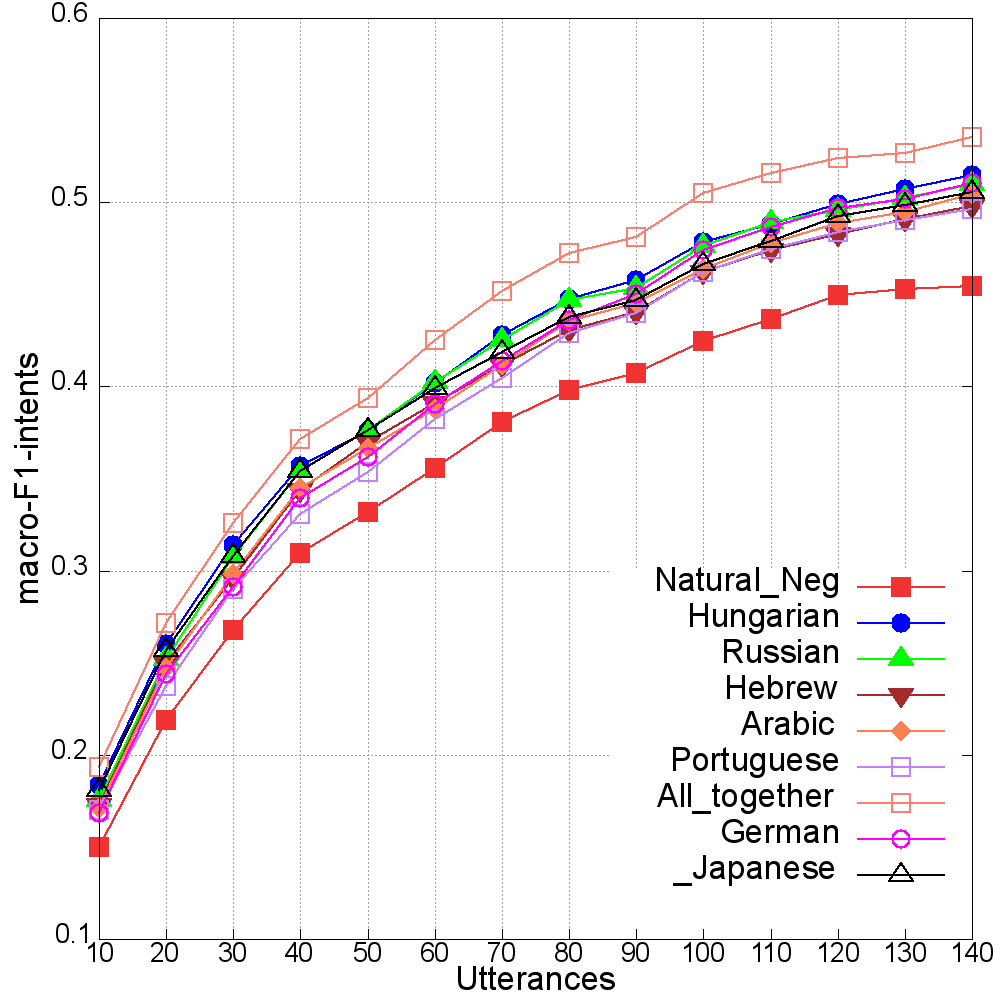 0.6
0.5
0.4
0.3
0.2
0.1
macro-F1-intents
Natural_Neg
Hungarian
Russian
Hebrew
Arabic
Portuguese
All_together
German
_Japanese
10 20 30 40 50 60 70 80 90 100 110 120 130 140
Utterances